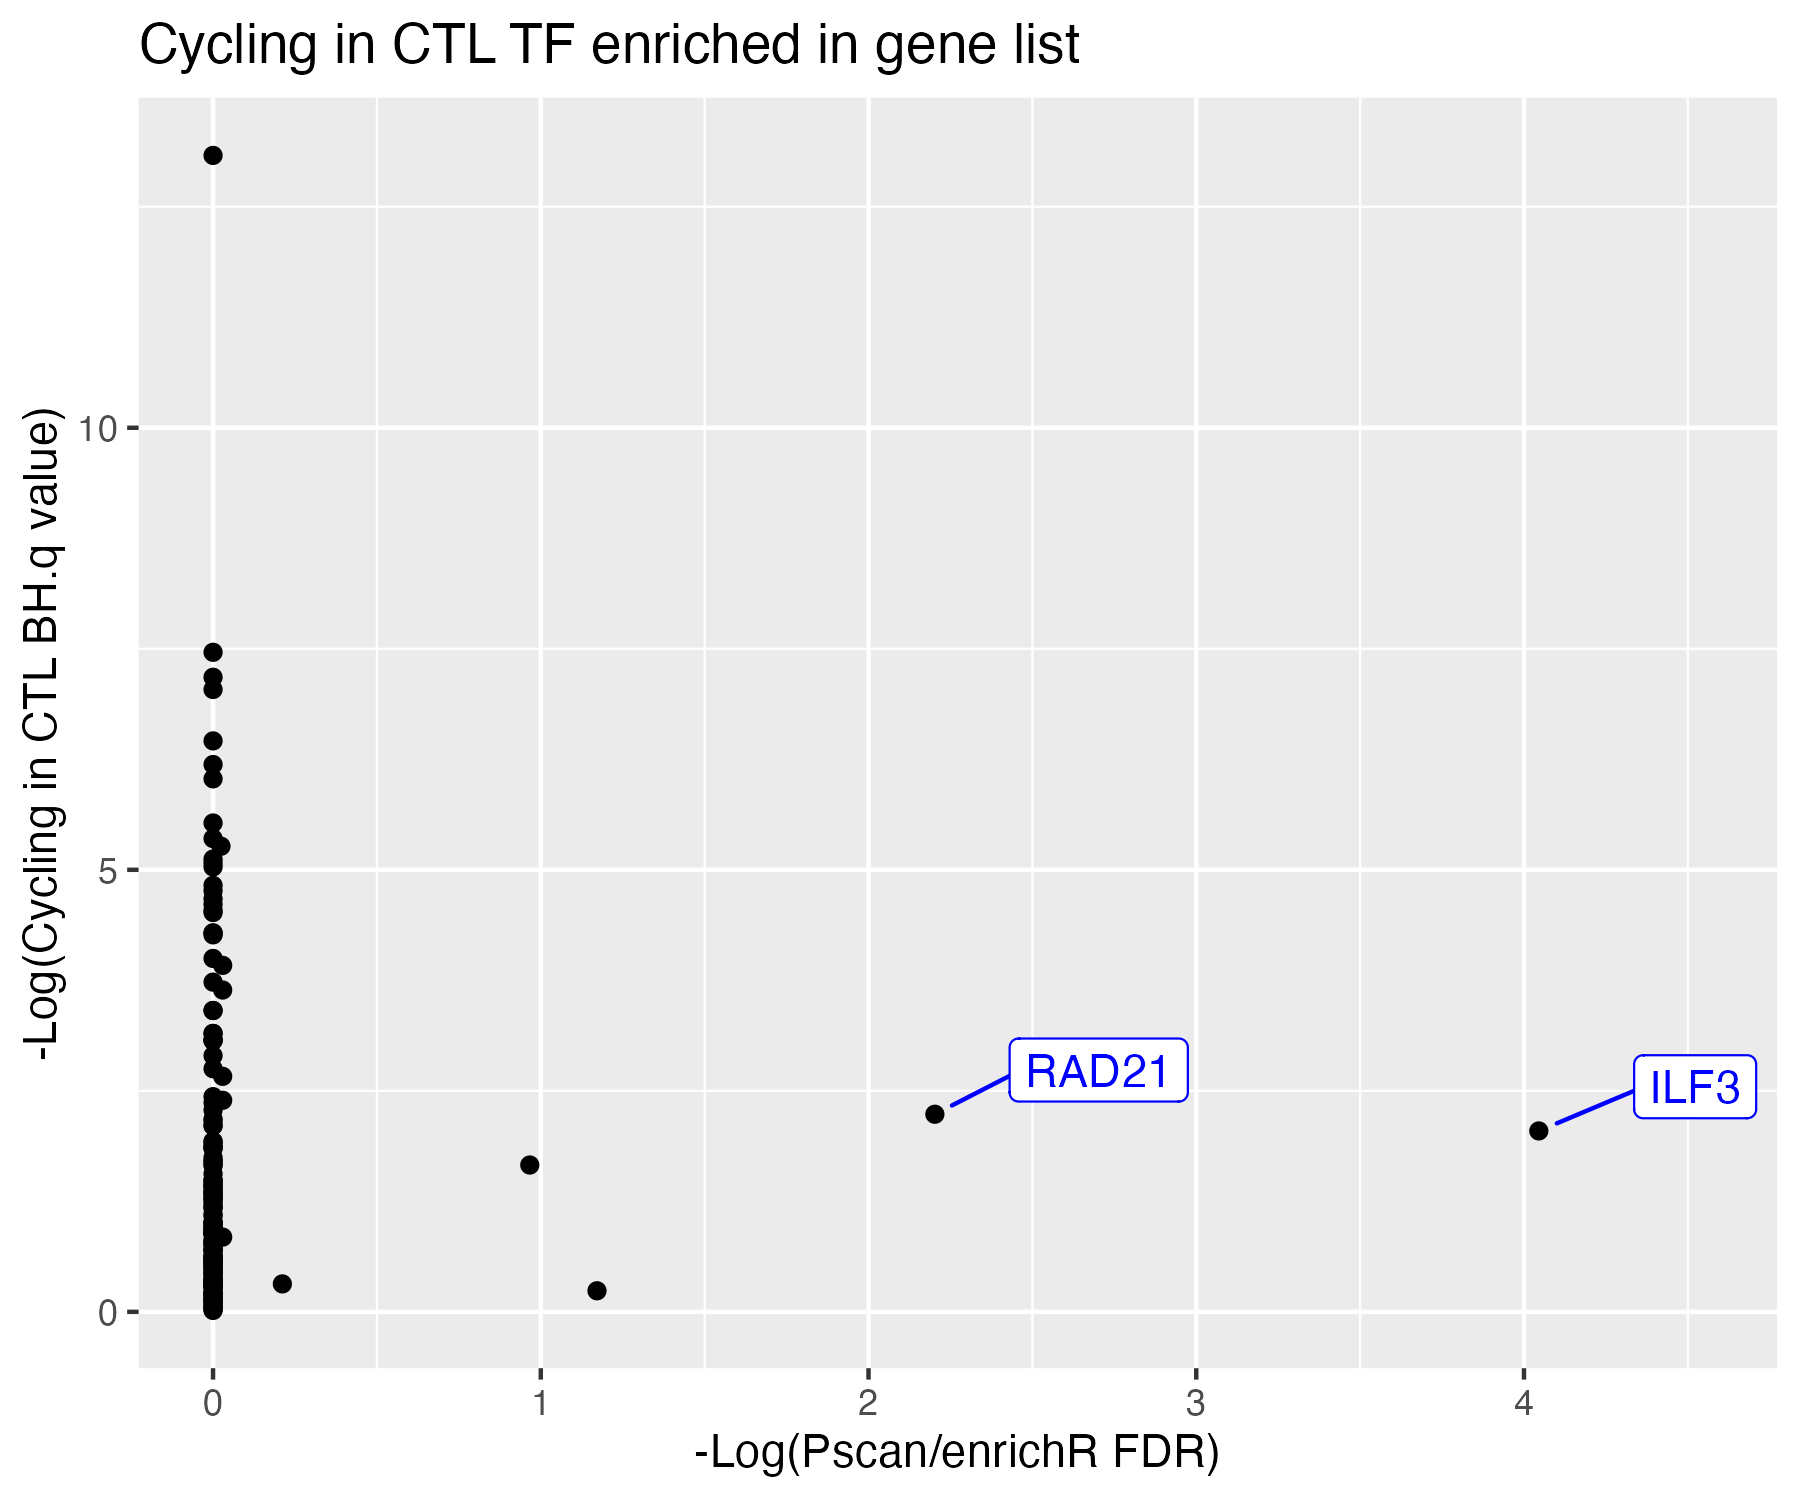 Cycling in CTL TF enriched in gene list
-Log(Cycling in CTL BH.q value)
10
5
0
RAD21
ILF3
0 1 2 3 4
-Log(Pscan/enrichR FDR)